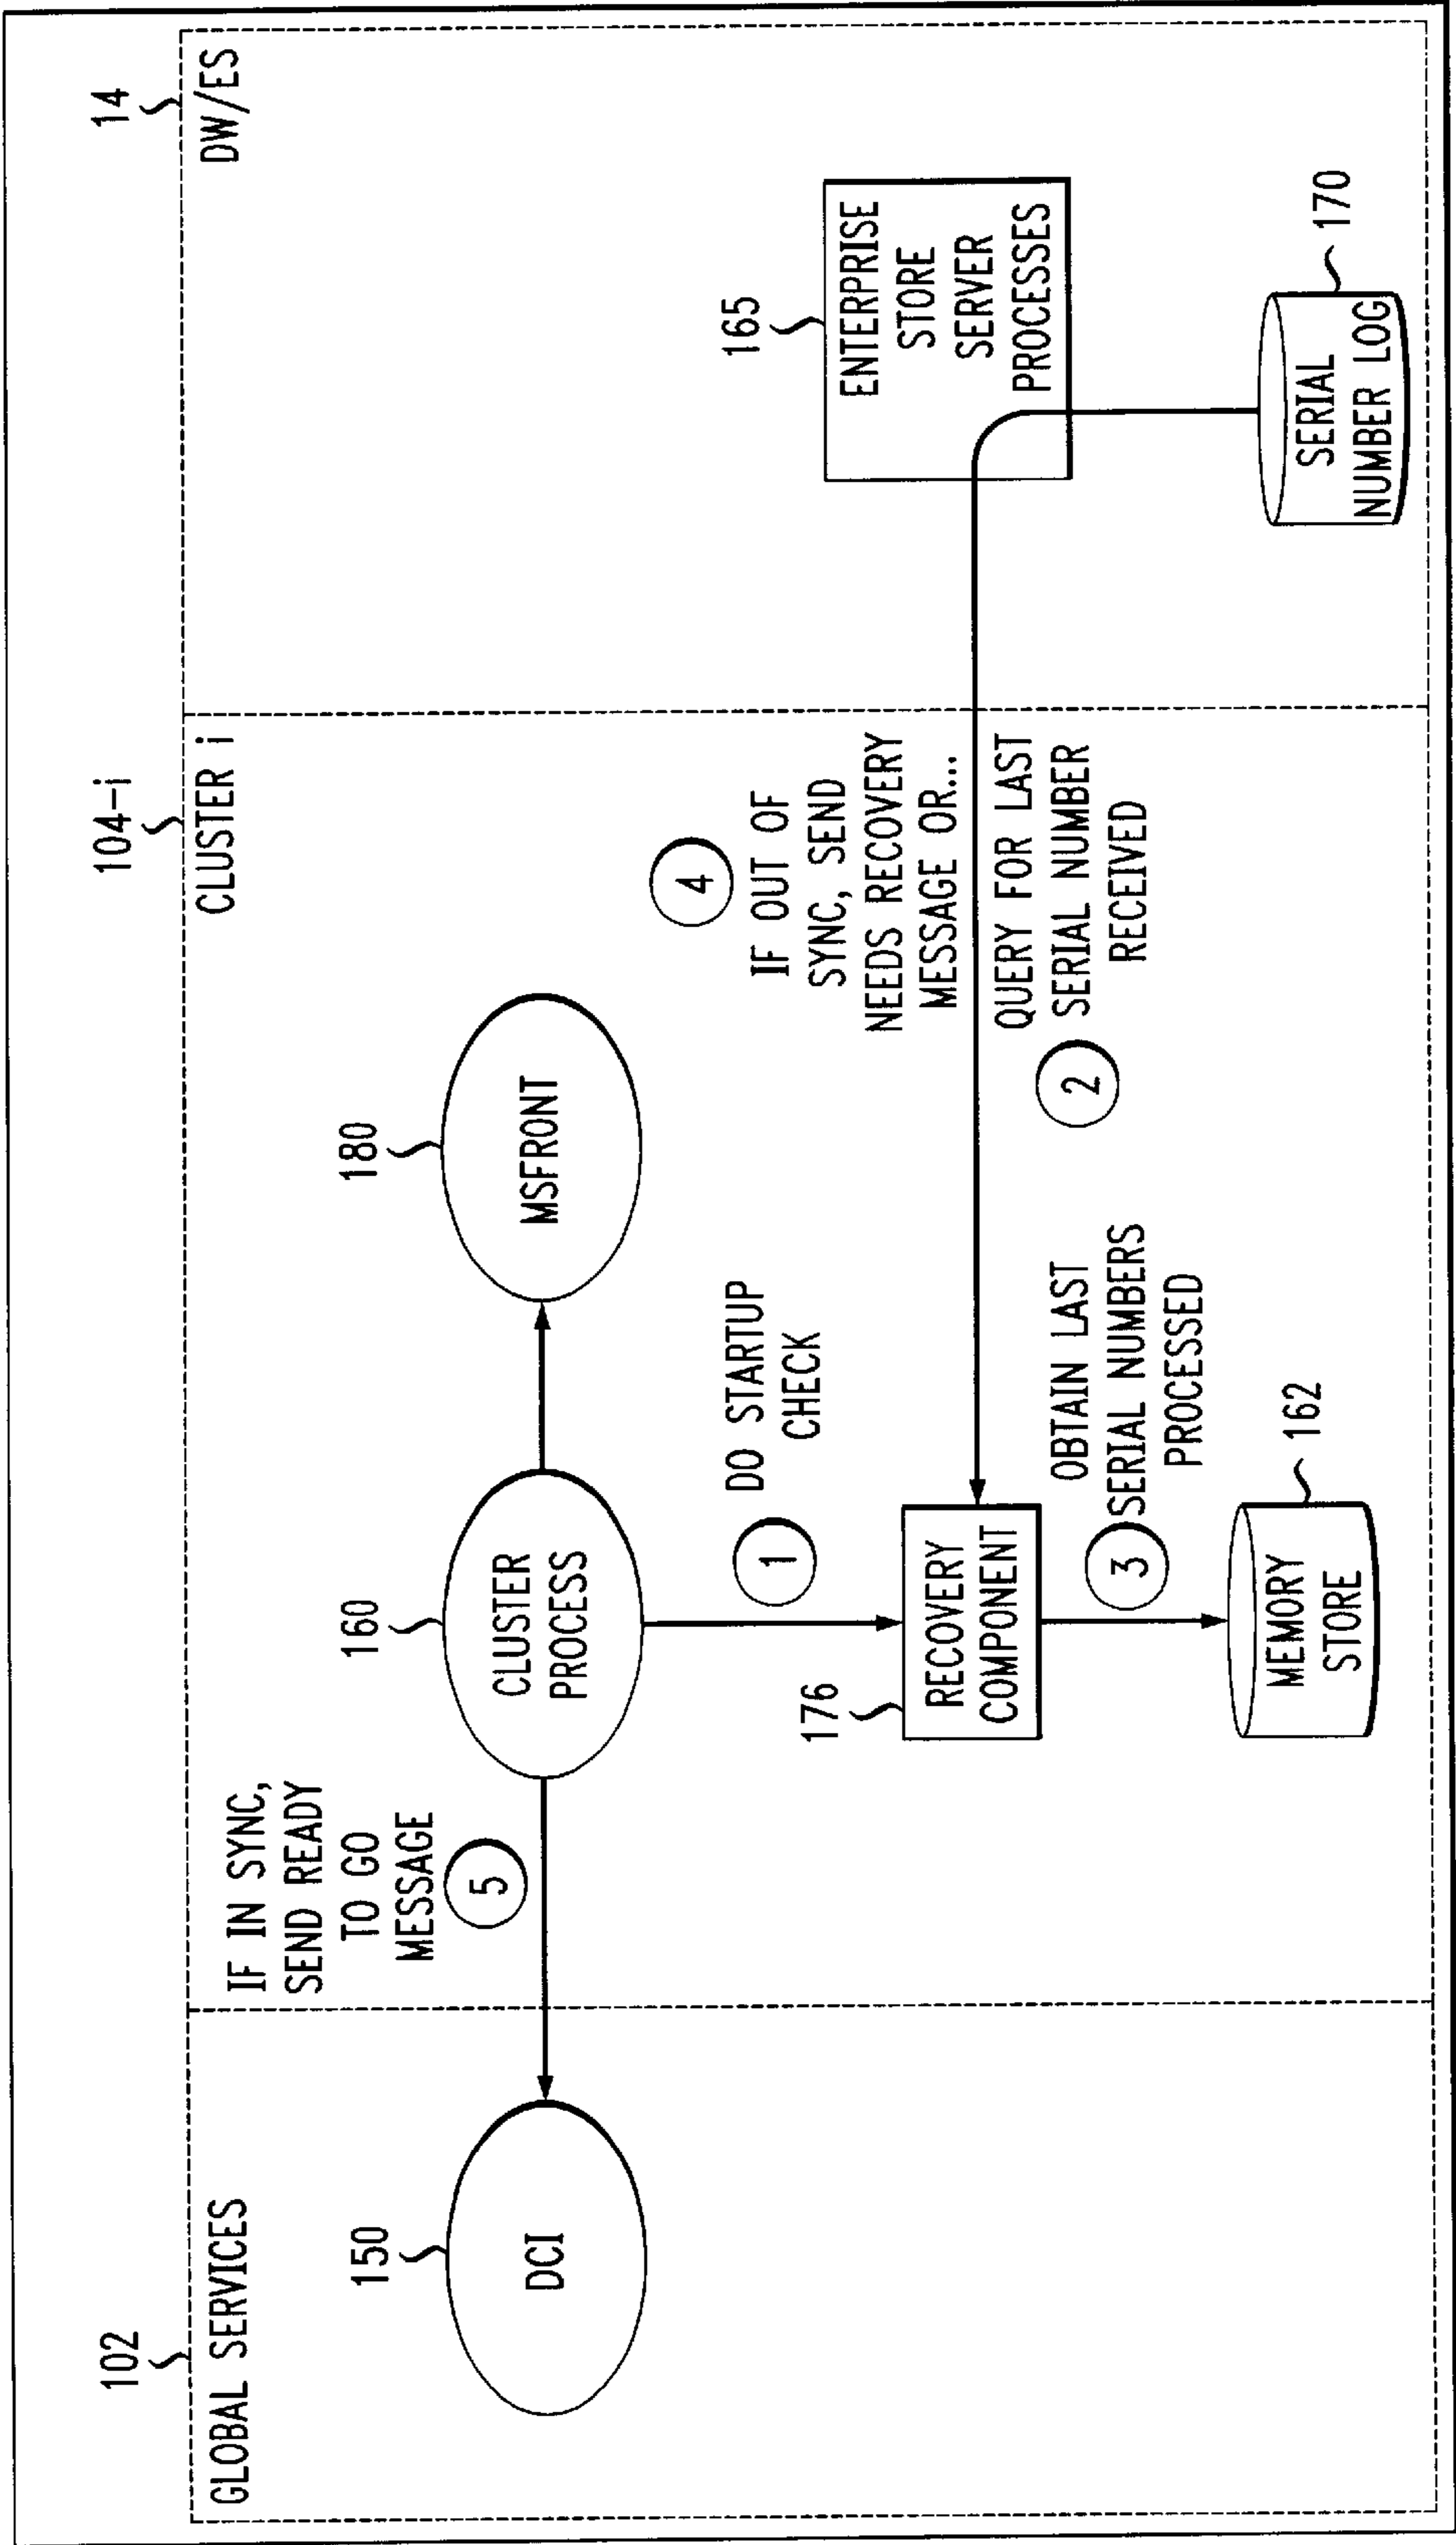 102
GLOBAL SERVICES
150
DCI
104-i
CLUSTER i
IF IN SYNC,
SEND READY
TO GO
MESSAGE
5
160
CLUSTER
PROCESS
180
MSFRONT
1
DO STARTUP
CHECK
176
RECOVERY
COMPONENT
4
IF OUT OF
SYNC, SEND
NEEDS RECOVERY
MESSAGE OR...
QUERY FOR LAST
2
SERIAL NUMBER
RECEIVED
OBTAIN LAST
3
SERIAL NUMBERS
PROCESSED
162
MEMORY
STORE
14
DW/ES
165
ENTERPRISE
STORE
SERVER
PROCESSES
170
SERIAL
NUMBER LOG